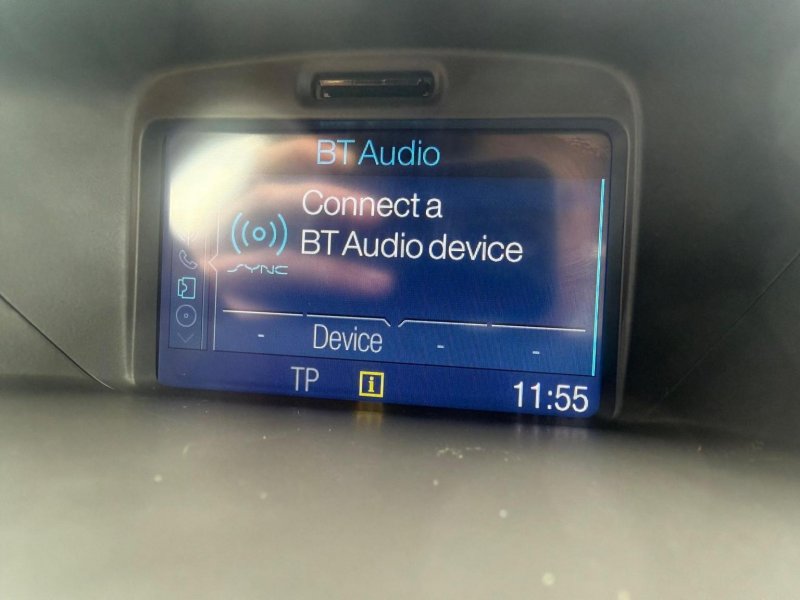 BT Audio
Connect a
BT Audio device
SYNC
- Device - -
TP i 11:55